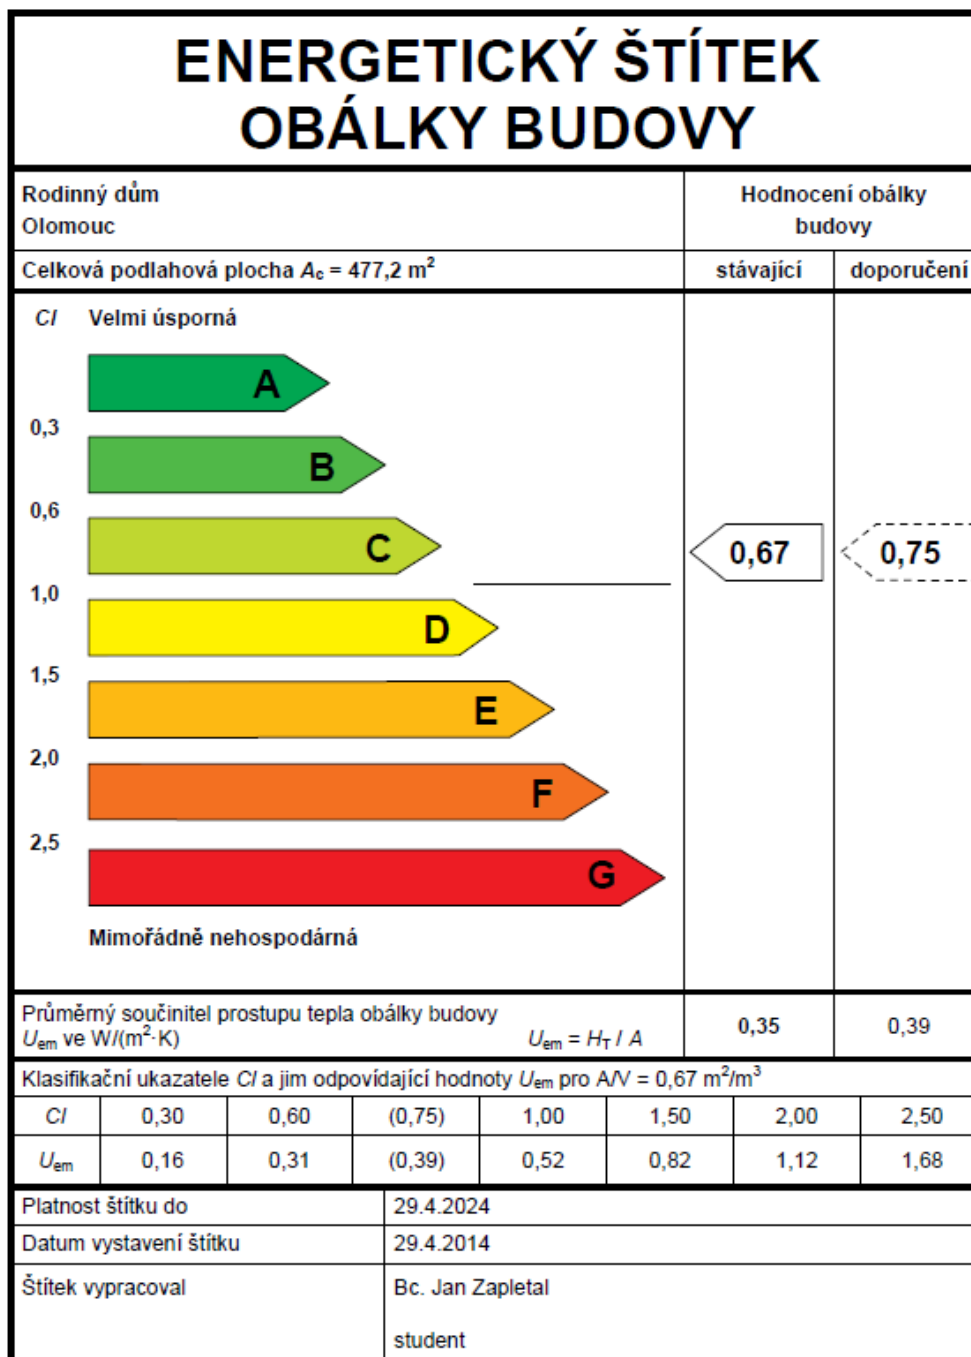 ENERGETICKÝ ŠTÍTEK
OBÁLKY BUDOVY
Rodinný dům
Olomouc
Hodnocení obálky
budovy
Celková podlahová plocha Ac = 477,2 m²
stávající
doporučení
CI Velmi úsporná
A
0,3
B
0,6
C
0,67
0,75
1,0
D
1,5
E
2,0
F
2,5
G
Mimořádně nehospodárná
Průměrný součinitel prostupu tepla obálky budovy
Uem ve W/(m²·K) Uem = HT / A
0,35
0,39
Klasifikační ukazatele CI a jim odpovídající hodnoty Uem pro A/V = 0,67 m²/m³
CI 0,30 0,60 (0,75) 1,00 1,50 2,00 2,50
Uem 0,16 0,31 (0,39) 0,52 0,82 1,12 1,68
Platnost štítku do 29.4.2024
Datum vystavení štítku 29.4.2014
Štítek vypracoval Bc. Jan Zapletal
student